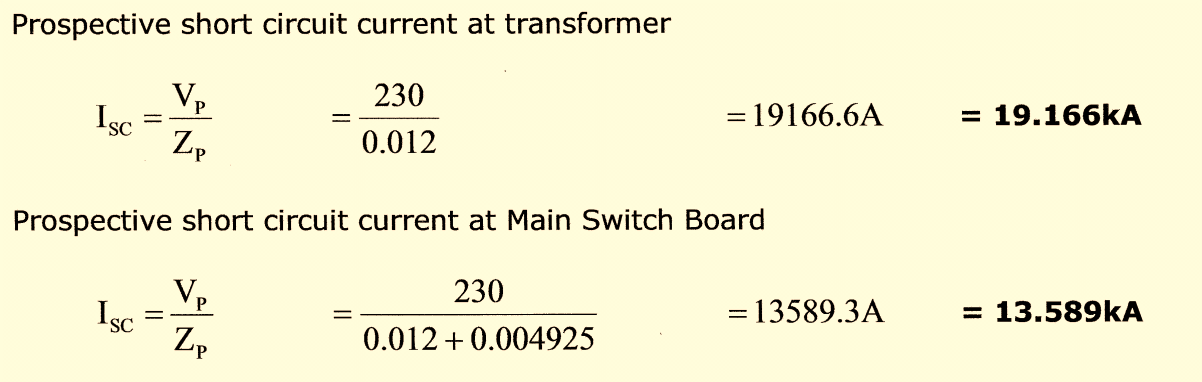 Prospective short circuit current at transformer
I_SC = V_P / Z_P = 230 / 0.012 = 19166.6A = 19.166kA
Prospective short circuit current at Main Switch Board
I_SC = V_P / Z_P = 230 / 0.012 + 0.004925 = 13589.3A = 13.589kA